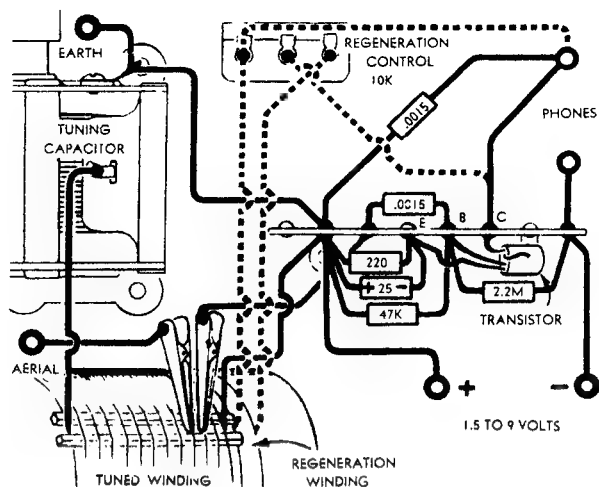 EARTH
REGENERATION
CONTROL
10K
.0015
PHONES
TUNING
CAPACITOR
.0015
E
B
C
220
+ 25 -
47K
2.2M
TRANSISTOR
AERIAL
+
-
1.5 TO 9 VOLTS
TUNED WINDING
REGENERATION
WINDING